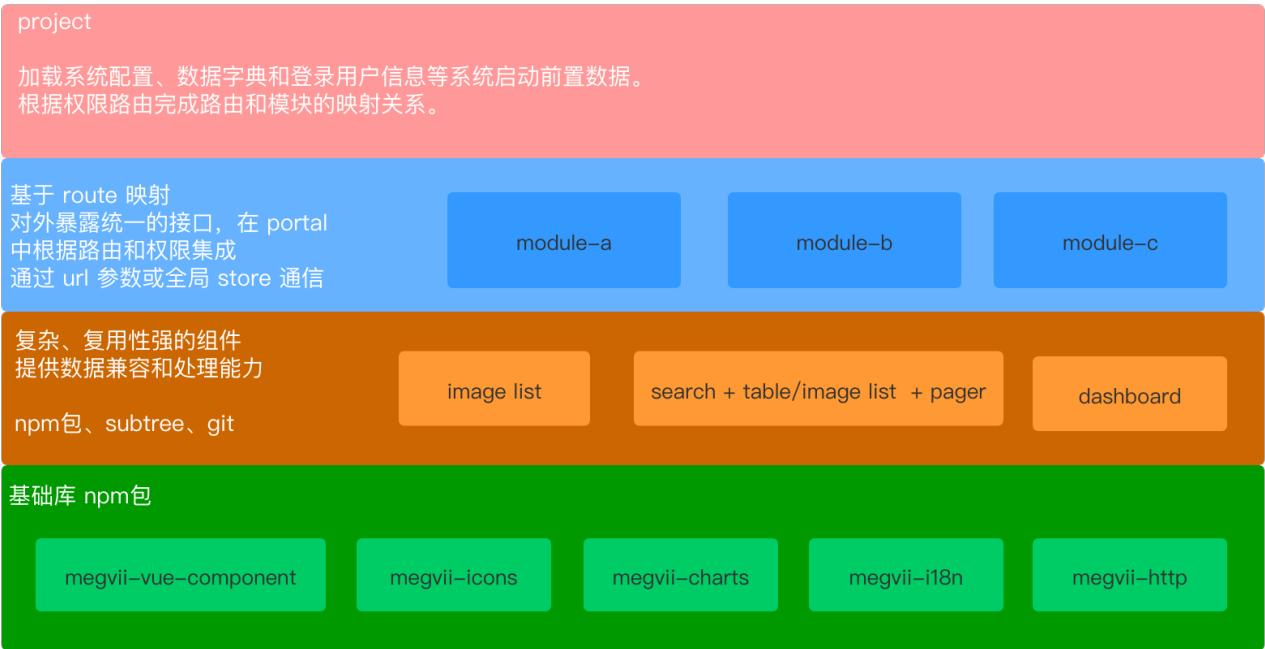 project
加载系统配置、数据字典和登录用户信息等系统启动前置数据。
根据权限路由完成路由和模块的映射关系。
基于 route 映射
对外暴露统一的接口，在 portal
中根据路由和权限集成
通过 url 参数或全局 store 通信
module-a
module-b
module-c
复杂、复用性强的组件
提供数据兼容和处理能力
npm包、subtree、git
image list
search + table/image list + pager
dashboard
基础库 npm包
megvii-vue-component
megvii-icons
megvii-charts
megvii-i18n
megvii-http